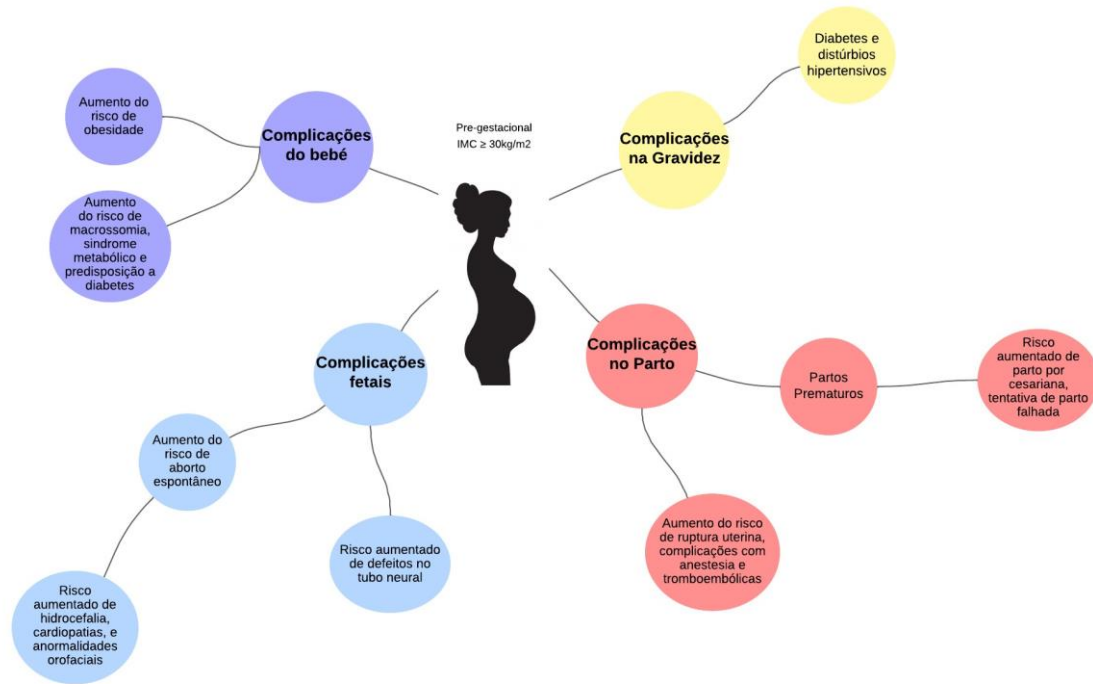 Diabetes e
distúrbios
hipertensivos
Aumento do
risco de
obesidade
Complicações
do bebé
Pre-gestacional
IMC ≥ 30kg/m2
Complicações
na Gravidez
Aumento
do risco de
macrossomia,
sindrome
metabólico e
predisposição a
diabetes
Complicações
fetais
Complicações
no Parto
Partos
Prematuros
Risco
aumentado de
parto por
cesariana,
tentativa de parto
falhada
Aumento do
risco de
aborto
espontâneo
Risco aumentado
de defeitos no
tubo neural
Aumento do risco
de ruptura uterina,
complicações com
anestesia e
tromboembólicas
Risco
aumentado de
hidrocefalia,
cardiopatias, e
anormalidades
orofaciais